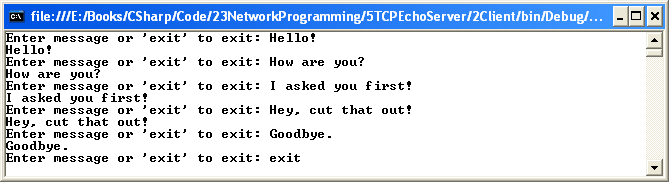 file:///E:/Books/CSharp/Code/23NetworkProgramming/5TCPEchoServer/2Client/bin/Debug/...
Enter message or 'exit' to exit: Hello!
Hello!
Enter message or 'exit' to exit: How are you?
How are you?
Enter message or 'exit' to exit: I asked you first!
I asked you first!
Enter message or 'exit' to exit: Hey, cut that out!
Hey, cut that out!
Enter message or 'exit' to exit: Goodbye.
Goodbye.
Enter message or 'exit' to exit: exit